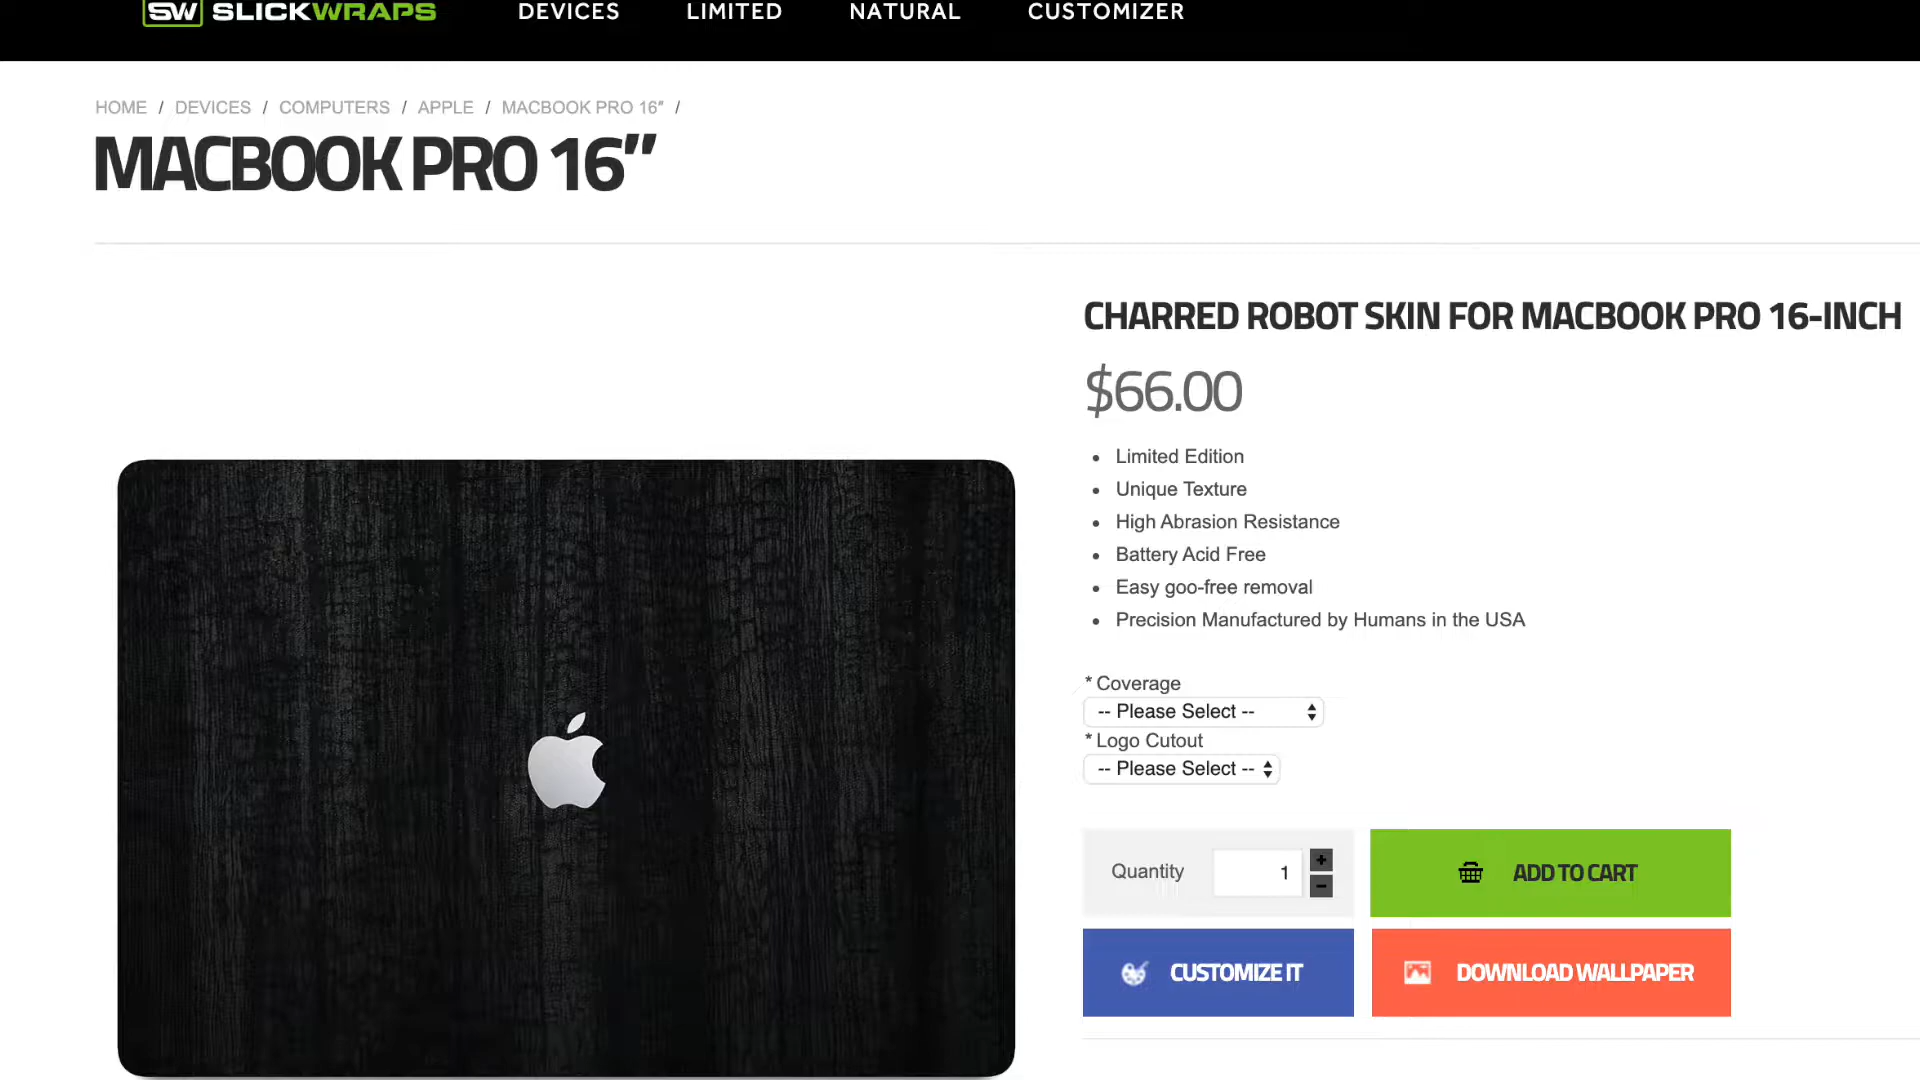 SW SLICKWRAPS DEVICES LIMITED NATURAL CUSTOMIZER
HOME / DEVICES / COMPUTERS / APPLE / MACBOOK PRO 16" /
MACBOOK PRO 16"
CHARRED ROBOT SKIN FOR MACBOOK PRO 16-INCH
$66.00
• Limited Edition
• Unique Texture
• High Abrasion Resistance
• Battery Acid Free
• Easy goo-free removal
• Precision Manufactured by Humans in the USA
* Coverage
-- Please Select --
* Logo Cutout
-- Please Select --
Quantity 1 + -
ADD TO CART
CUSTOMIZE IT
DOWNLOAD WALLPAPER